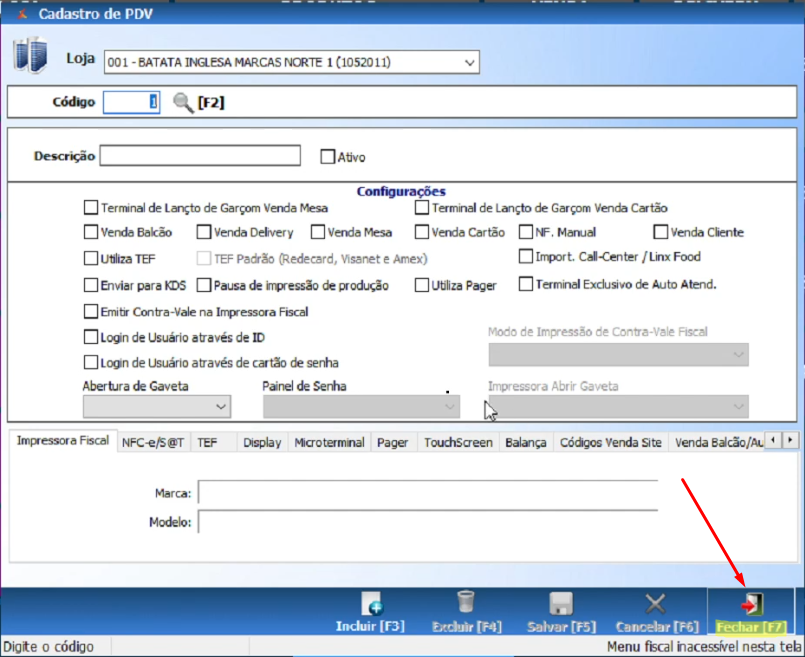 Cadastro de PDV
Loja 001 - BATATA INGLESA MARCAS NORTE 1 (1052011)
Código 1 [F2]
Descrição Ativo
Configurações
Terminal de Lançto de Garçom Venda Mesa Terminal de Lançto de Garçom Venda Cartão
Venda Balcão Venda Delivery Venda Mesa Venda Cartão NF. Manual Venda Cliente
Utiliza TEF TEF Padrão (Redecard, Visanet e Amex) Import. Call-Center / Linx Food
Enviar para KDS Pausa de impressão de produção Utiliza Pager Terminal Exclusivo de Auto Atend.
Emitir Contra-Vale na Impressora Fiscal
Login de Usuário através de ID Modo de Impressão de Contra-Vale Fiscal
Login de Usuário através de cartão de senha
Abertura de Gaveta Painel de Senha Impressora Abrir Gaveta
Impressora Fiscal NFC-e/S@T TEF Display Microterminal Pager TouchScreen Balança Códigos Venda Site Venda Balcão/Au
Marca:
Modelo:
Incluir [F3] Excluir [F4] Salvar [F5] Cancelar [F6] Fechar [F7]
Digite o código Menu fiscal inacessível nesta tela